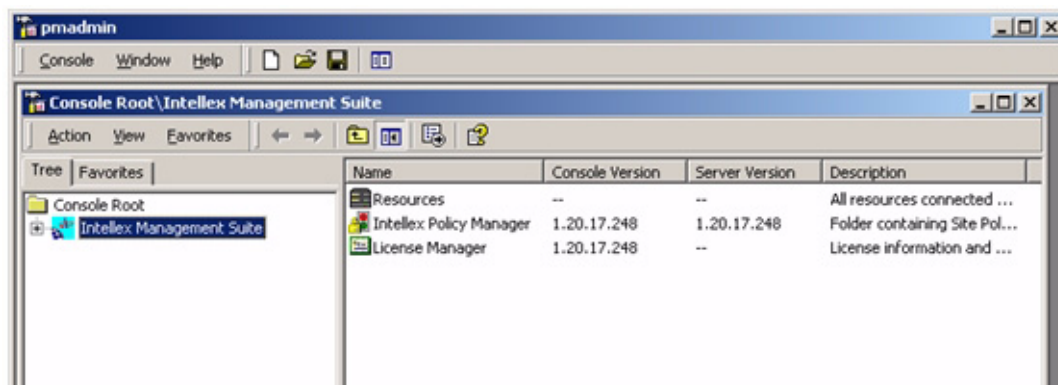 pmadmin
Console Window Help
Console Root\Intellex Management Suite
Action View Favorites
Tree Favorites
Name Console Version Server Version Description
Console Root
Intellex Management Suite
Resources -- -- All resources connected ...
Intellex Policy Manager 1.20.17.248 1.20.17.248 Folder containing Site Pol...
License Manager 1.20.17.248 -- License information and ...